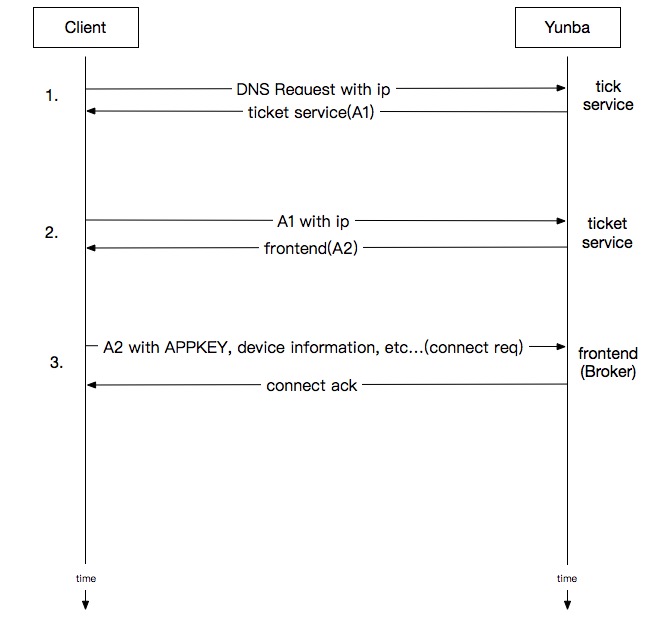 Client
Yunba
1.
DNS Request with ip
tick
service
ticket service(A1)
2.
A1 with ip
ticket
service
frontend(A2)
3.
A2 with APPKEY, device information, etc...(connect req)
frontend
(Broker)
connect ack
time
time